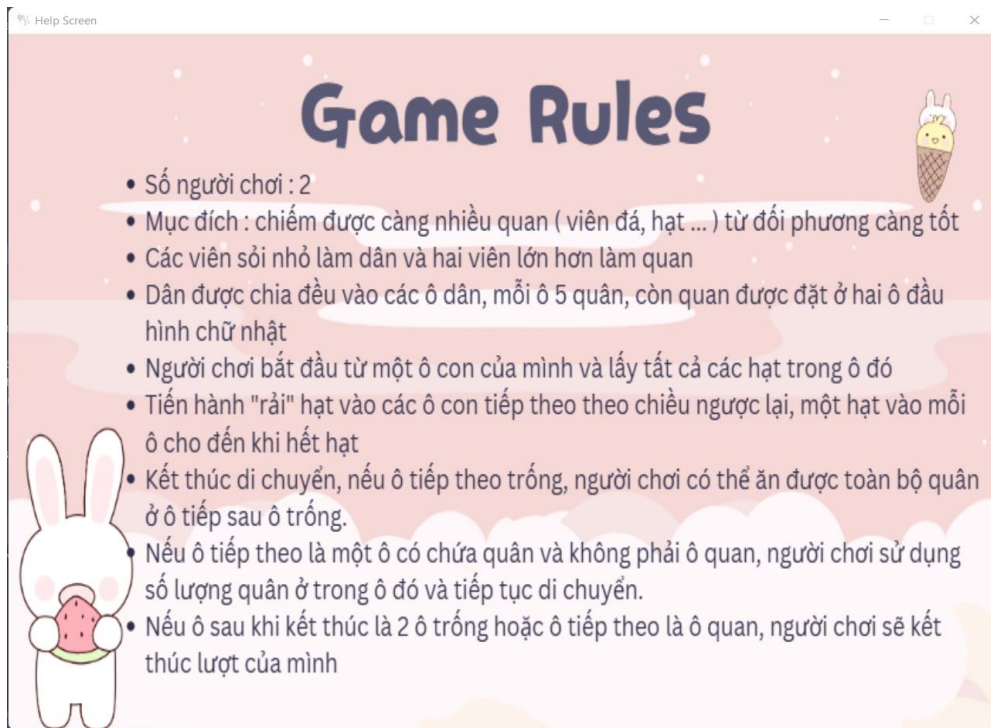 Help Screen
Game Rules
• Số người chơi : 2
• Mục đích : chiếm được càng nhiều quan ( viên đá, hạt ... ) từ đối phương càng tốt
• Các viên sỏi nhỏ làm dân và hai viên lớn hơn làm quan
• Dân được chia đều vào các ô dân, mỗi ô 5 quân, còn quan được đặt ở hai ô đầu
hình chữ nhật
• Người chơi bắt đầu từ một ô con của mình và lấy tất cả các hạt trong ô đó
• Tiến hành "rải" hạt vào các ô con tiếp theo theo chiều ngược lại, một hạt vào mỗi
ô cho đến khi hết hạt
• Kết thúc di chuyển, nếu ô tiếp theo trống, người chơi có thể ăn được toàn bộ quân
ở ô tiếp sau ô trống.
• Nếu ô tiếp theo là một ô có chứa quân và không phải ô quan, người chơi sử dụng
số lượng quân ở trong ô đó và tiếp tục di chuyển.
• Nếu ô sau khi kết thúc là 2 ô trống hoặc ô tiếp theo là ô quan, người chơi sẽ kết
thúc lượt của mình